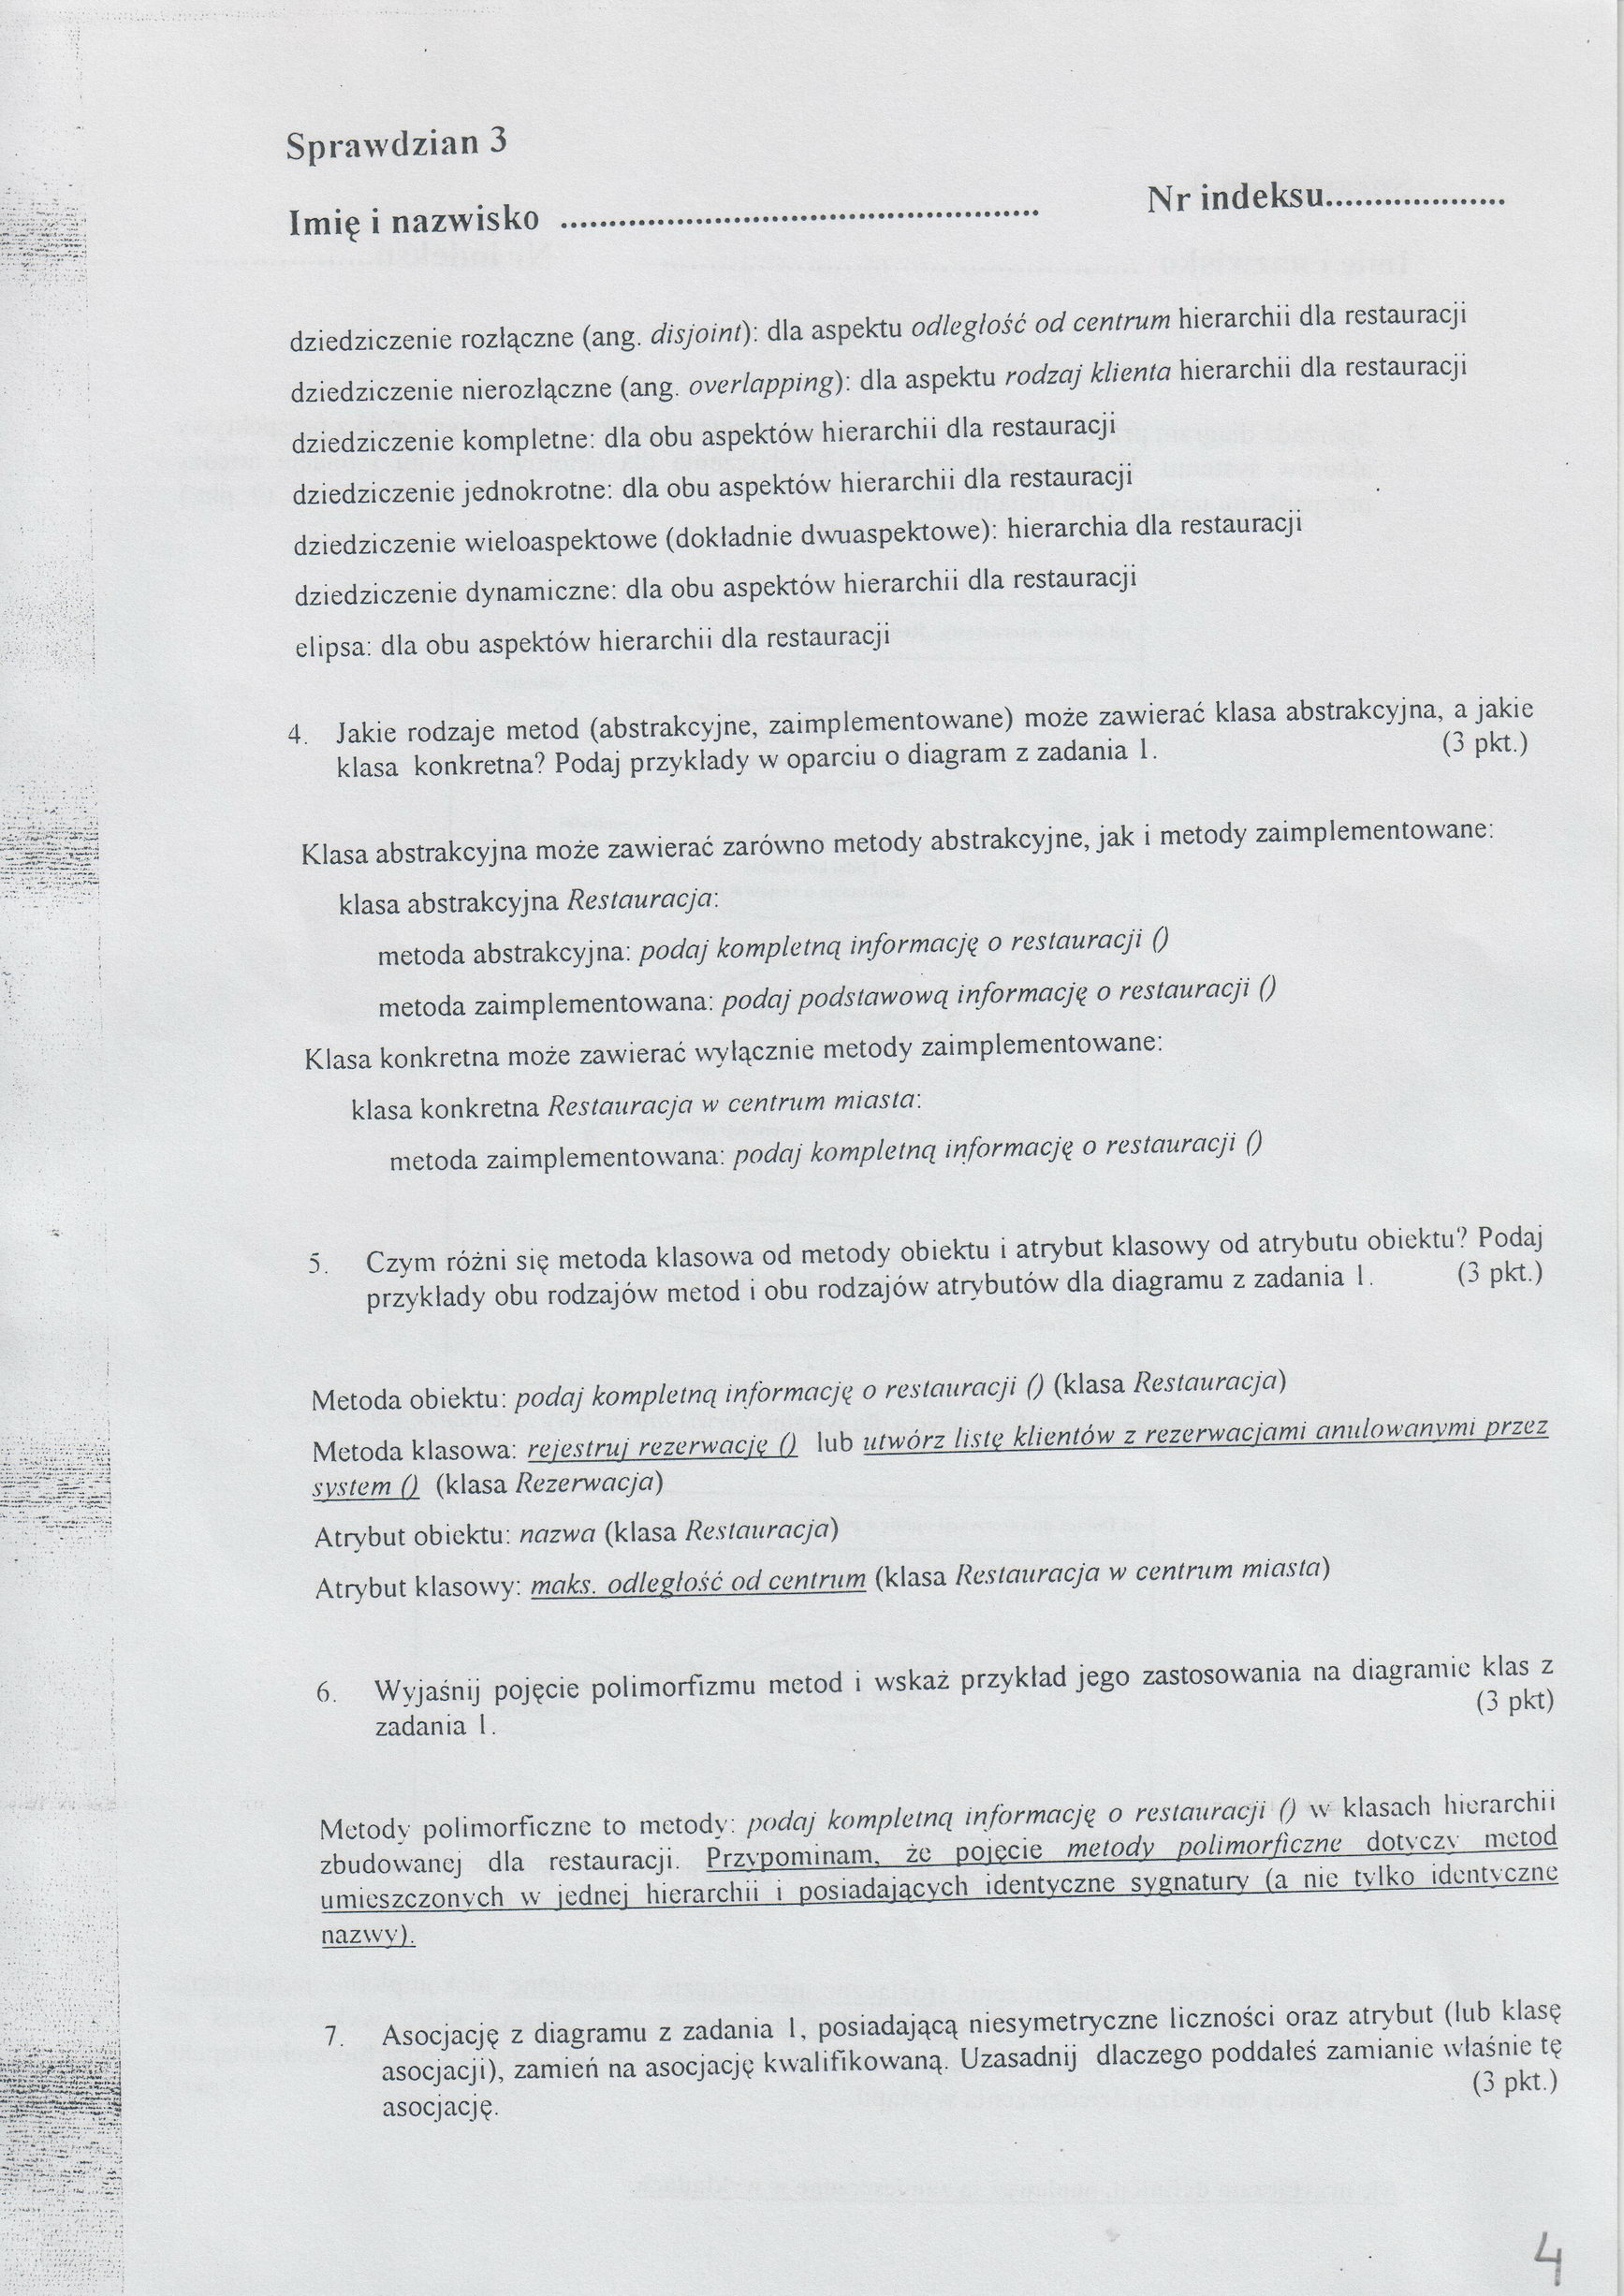 Sprawdzian 3
Imię i nazwisko .................................................... Nr indeksu...................
dziedziczenie rozłączne (ang. disjoint): dla aspektu odległość od centrum hierarchii dla restauracji
dziedziczenie nierozłączne (ang. overlapping): dla aspektu rodzaj klienta hierarchii dla restauracji
dziedziczenie kompletne: dla obu aspektów hierarchii dla restauracji
dziedziczenie jednokrotne: dla obu aspektów hierarchii dla restauracji
dziedziczenie wieloaspektowe (dokładnie dwuaspektowe): hierarchia dla restauracji
dziedziczenie dynamiczne: dla obu aspektów hierarchii dla restauracji
elipsa: dla obu aspektów hierarchii dla restauracji
4. Jakie rodzaje metod (abstrakcyjne, zaimplementowane) może zawierać klasa abstrakcyjna, a jakie
klasa konkretna? Podaj przykłady w oparciu o diagram z zadania 1. (3 pkt.)
Klasa abstrakcyjna może zawierać zarówno metody abstrakcyjne, jak i metody zaimplementowane:
klasa abstrakcyjna Restauracja:
metoda abstrakcyjna: podaj kompletną informację o restauracji ()
metoda zaimplementowana: podaj podstawową informację o restauracji ()
Klasa konkretna może zawierać wyłącznie metody zaimplementowane:
klasa konkretna Restauracja w centrum miasta:
metoda zaimplementowana: podaj kompletną informację o restauracji ()
5. Czym różni się metoda klasowa od metody obiektu i atrybut klasowy od atrybutu obiektu? Podaj
przykłady obu rodzajów metod i obu rodzajów atrybutów dla diagramu z zadania 1. (3 pkt.)
Metoda obiektu: podaj kompletną informację o restauracji () (klasa Restauracja)
Metoda klasowa: rejestruj rezerwację () lub utwórz listę klientów z rezerwacjami anulowanymi przez
system () (klasa Rezerwacja)
Atrybut obiektu: nazwa (klasa Restauracja)
Atrybut klasowy: maks. odległość od centrum (klasa Restauracja w centrum miasta)
6. Wyjaśnij pojęcie polimorfizmu metod i wskaż przykład jego zastosowania na diagramie klas z
zadania 1. (3 pkt)
Metody polimorficzne to metody: podaj kompletną informację o restauracji () w klasach hierarchii
zbudowanej dla restauracji. Przypominam, że pojęcie metody polimorficzne dotyczy metod
umieszczonych w jednej hierarchii i posiadających identyczne sygnatury (a nie tylko identyczne
nazwy).
7. Asocjację z diagramu z zadania 1, posiadającą niesymetryczne liczności oraz atrybut (lub klasę
asocjacji), zamień na asocjację kwalifikowaną. Uzasadnij dlaczego poddałeś zamianie właśnie tę
asocjację. (3 pkt.)
4